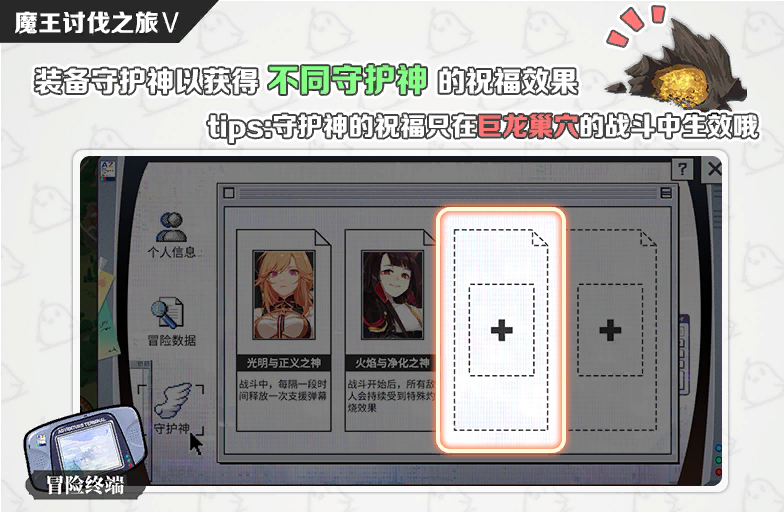 魔王讨伐之旅Ⅴ
装备守护神以获得 不同守护神 的祝福效果
tips:守护神的祝福只在巨龙巢穴的战斗中生效哦
?
个人信息
冒险数据
守护神
光明与正义之神
战斗中，每隔一段时
间释放一次支援弹幕
火焰与净化之神
战斗开始后，所有敌
人会持续受到特殊灼
烧效果
ADVENTURE TERMINAL
冒险终端